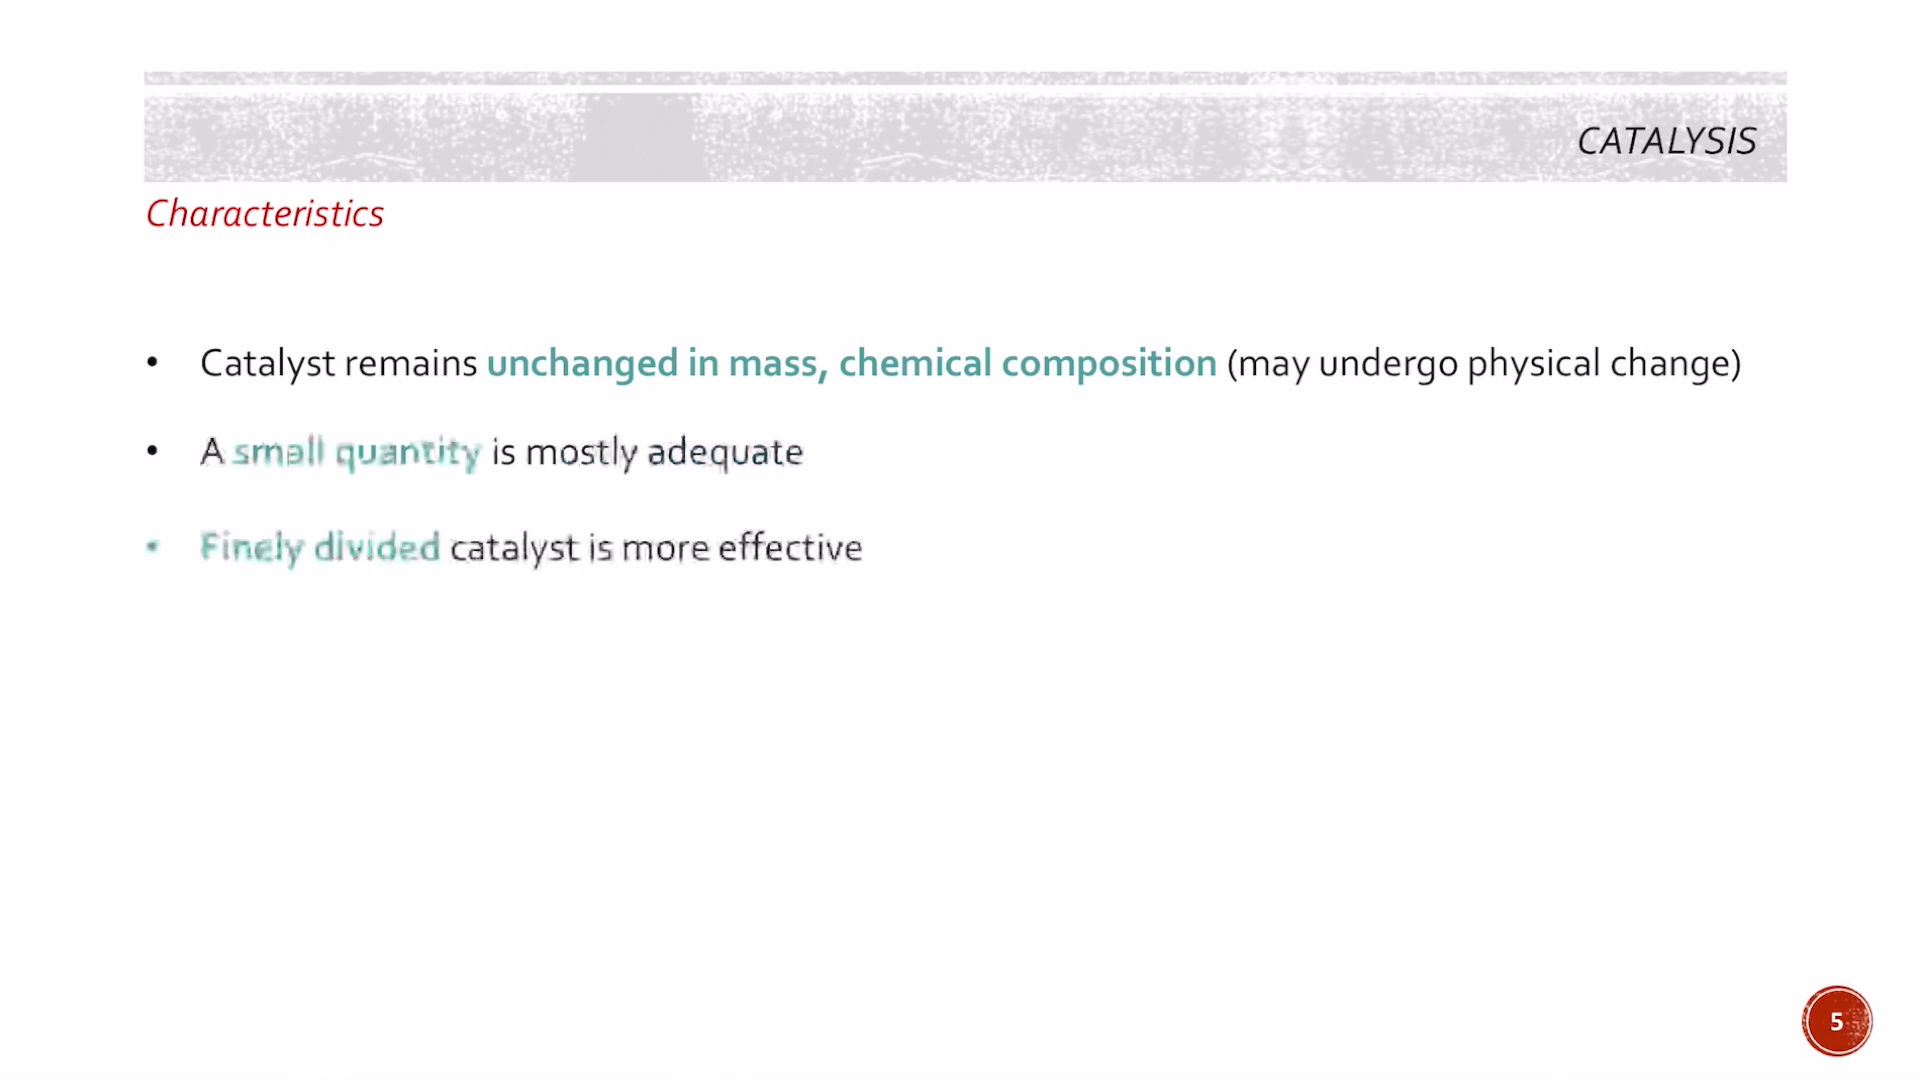 CATALYSIS
Characteristics
• Catalyst remains unchanged in mass, chemical composition (may undergo physical change)
• A small quantity is mostly adequate
• Finely divided catalyst is more effective
5